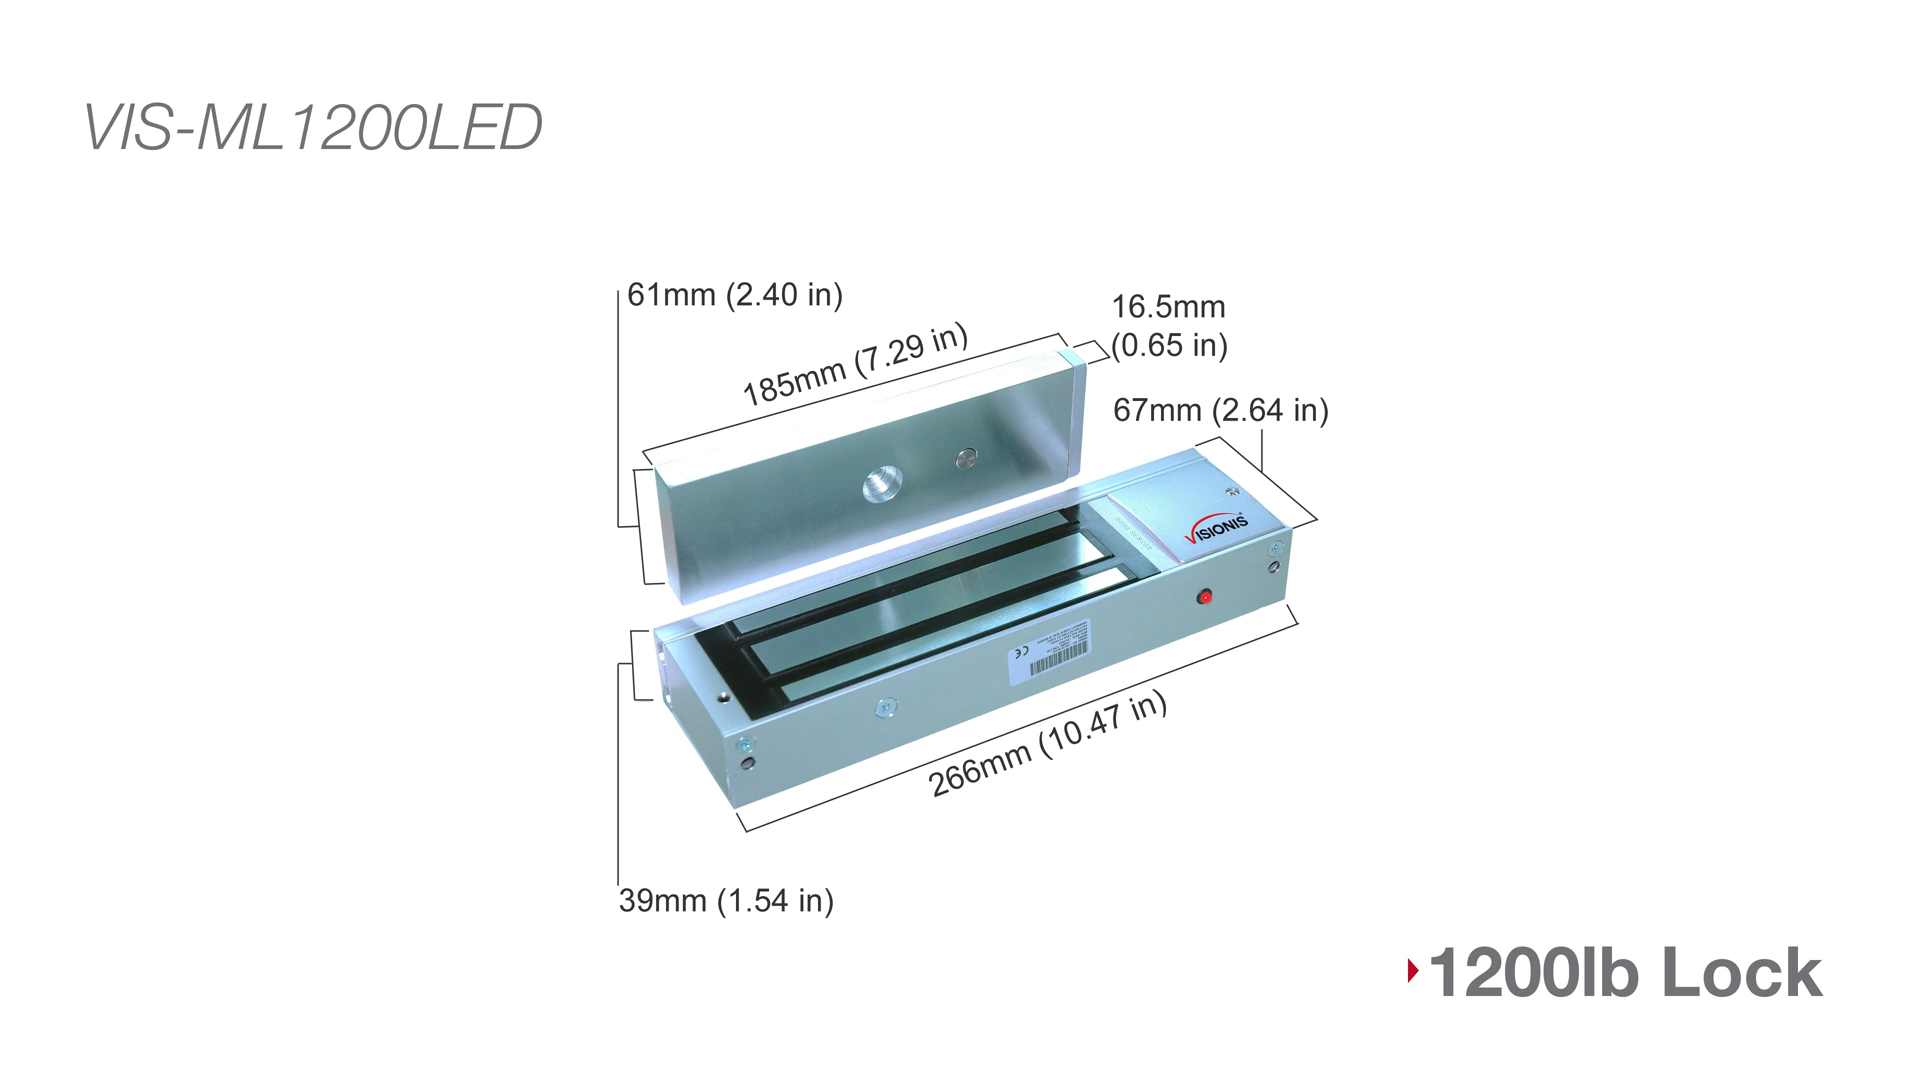 VIS-ML1200LED
61mm (2.40 in)
185mm (7.29 in)
16.5mm
(0.65 in)
67mm (2.64 in)
VISIONIS
CE
266mm (10.47 in)
39mm (1.54 in)
1200lb Lock